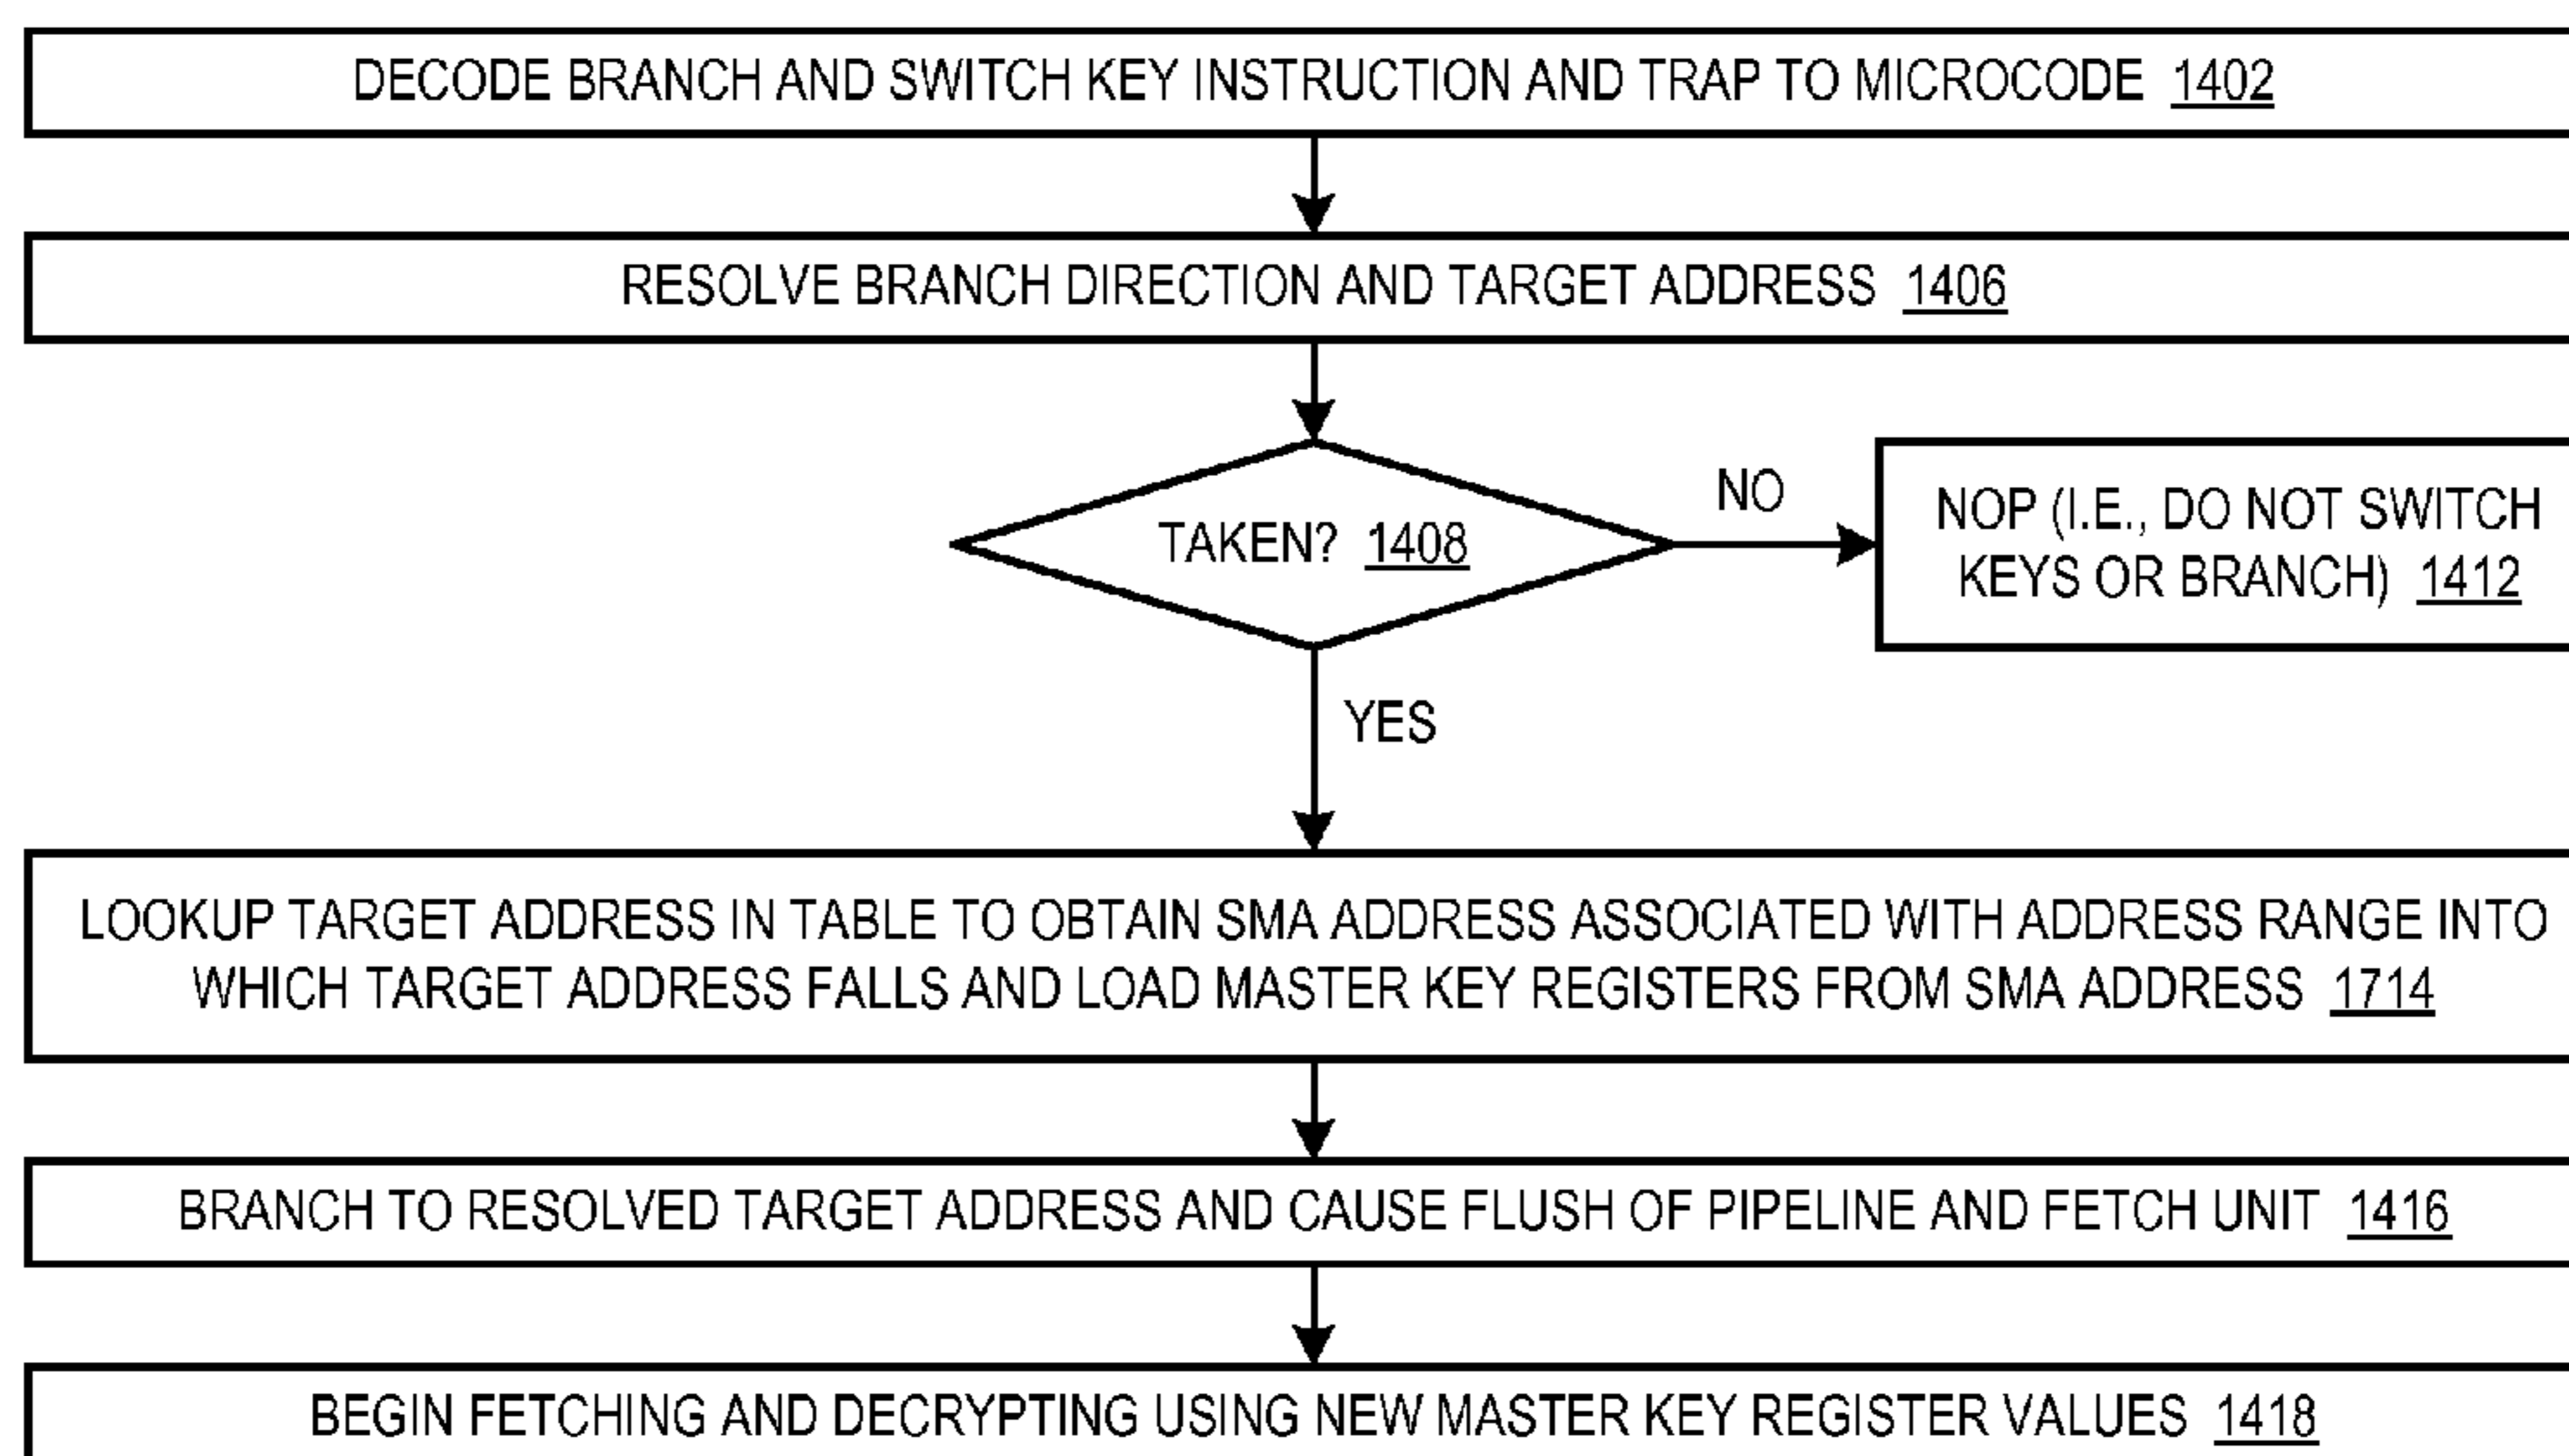 DECODE BRANCH AND SWITCH KEY INSTRUCTION AND TRAP TO MICROCODE 1402
RESOLVE BRANCH DIRECTION AND TARGET ADDRESS 1406
TAKEN? 1408
NO
NOP (I.E., DO NOT SWITCH
KEYS OR BRANCH) 1412
YES
LOOKUP TARGET ADDRESS IN TABLE TO OBTAIN SMA ADDRESS ASSOCIATED WITH ADDRESS RANGE INTO
WHICH TARGET ADDRESS FALLS AND LOAD MASTER KEY REGISTERS FROM SMA ADDRESS 1714
BRANCH TO RESOLVED TARGET ADDRESS AND CAUSE FLUSH OF PIPELINE AND FETCH UNIT 1416
BEGIN FETCHING AND DECRYPTING USING NEW MASTER KEY REGISTER VALUES 1418